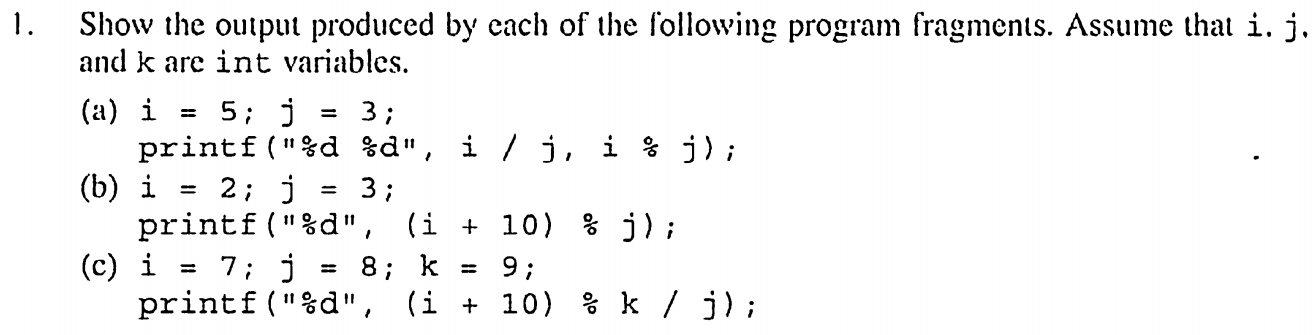 1. Show the output produced by each of the following program fragments. Assume that i, j,
and k are int variables.
(a) i = 5; j = 3;
printf("%d %d", i / j, i % j);
(b) i = 2; j = 3;
printf("%d", (i + 10) % j);
(c) i = 7; j = 8; k = 9;
printf("%d", (i + 10) % k / j);